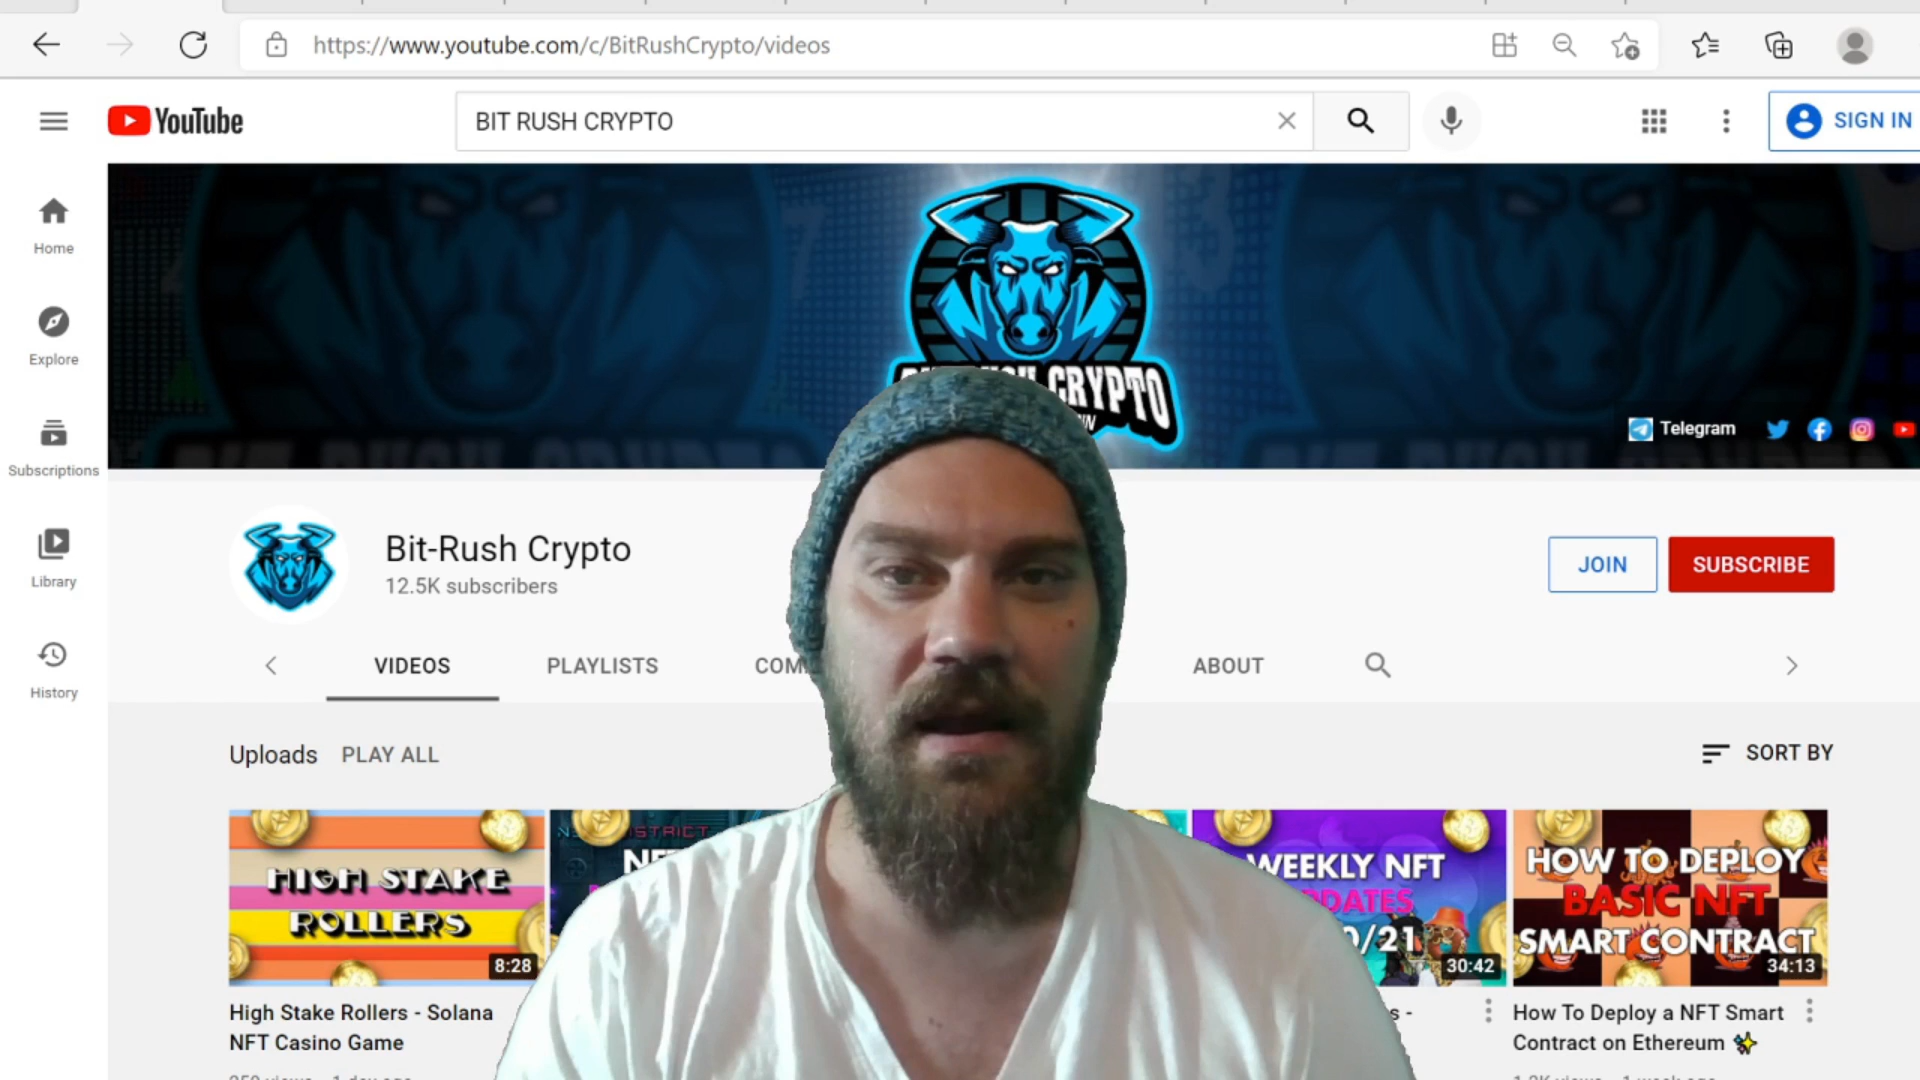 https://www.youtube.com/c/BitRushCrypto/videos
YouTube
BIT RUSH CRYPTO
SIGN IN
Home
Explore
Subscriptions
Library
History
CRYPTO
Telegram
Bit-Rush Crypto
12.5K subscribers
JOIN
SUBSCRIBE
VIDEOS
PLAYLISTS
COM
ABOUT
Uploads
PLAY ALL
SORT BY
HIGH STAKE
ROLLERS
8:28
WEEKLY NFT
30:42
HOW TO DEPLOY
BASIC NFT
SMART CONTRACT
34:13
High Stake Rollers - Solana
NFT Casino Game
s -
How To Deploy a NFT Smart
Contract on Ethereum